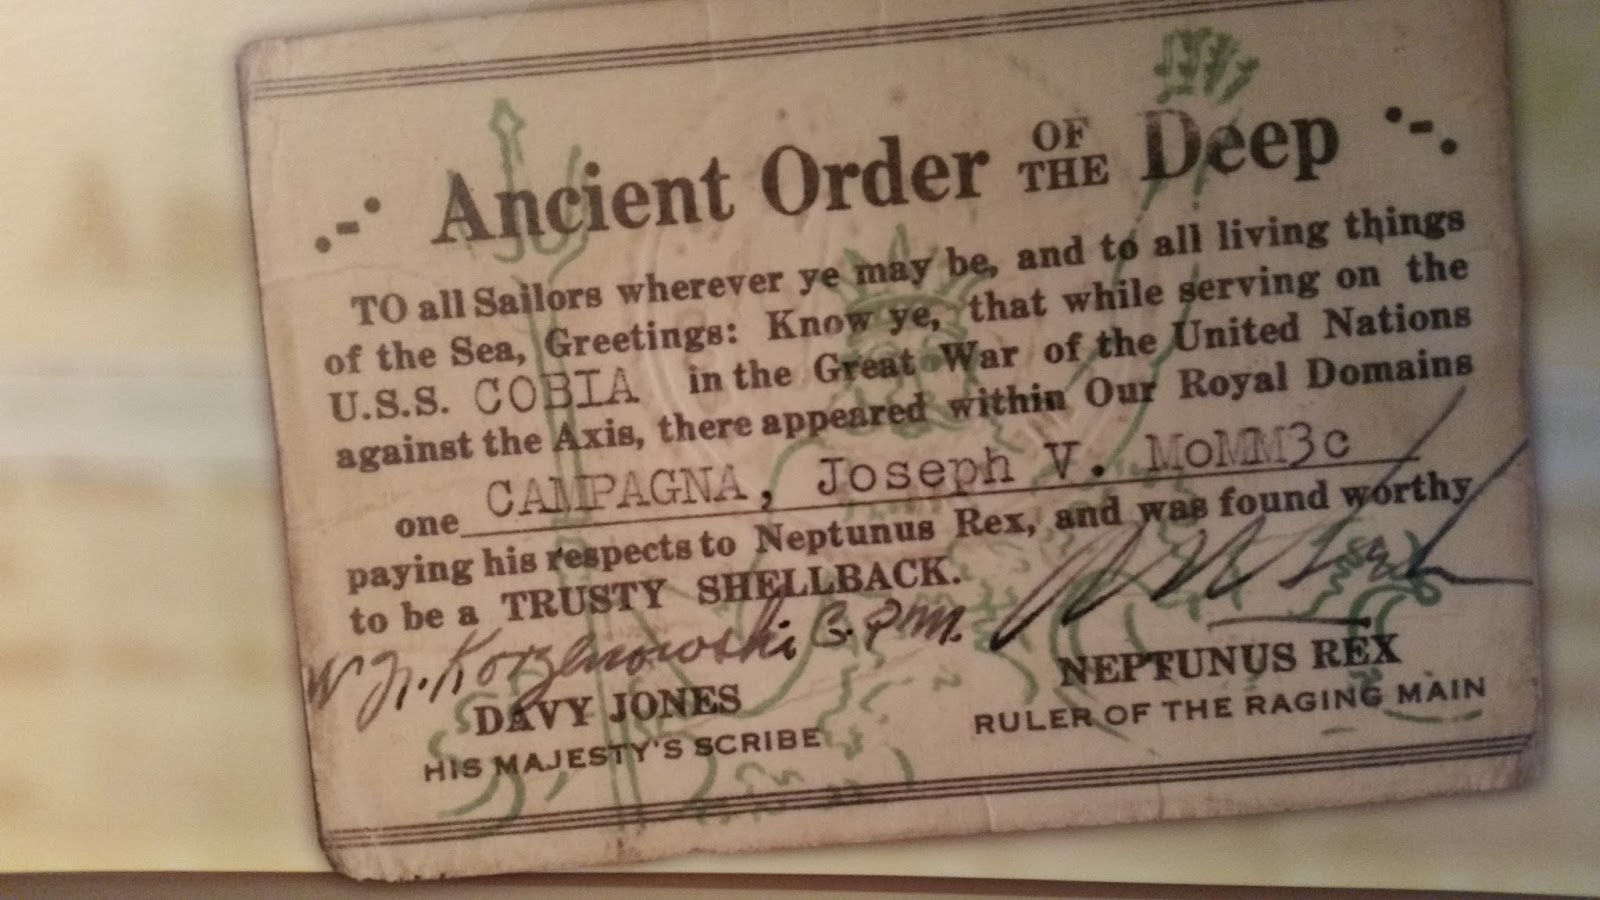 Ancient Order OF THE Deep
TO all Sailors wherever ye may be, and to all living things
of the Sea, Greetings: Know ye, that while serving on the
U.S.S. COBIA in the Great War of the United Nations
against the Axis, there appeared within Our Royal Domains
one CAMPAGNA, Joseph V. MoMM3c
paying his respects to Neptunus Rex, and was found worthy
to be a TRUSTY SHELLBACK.
Korzenowski
DAVY JONES
HIS MAJESTY'S SCRIBE
NEPTUNUS REX
RULER OF THE RAGING MAIN